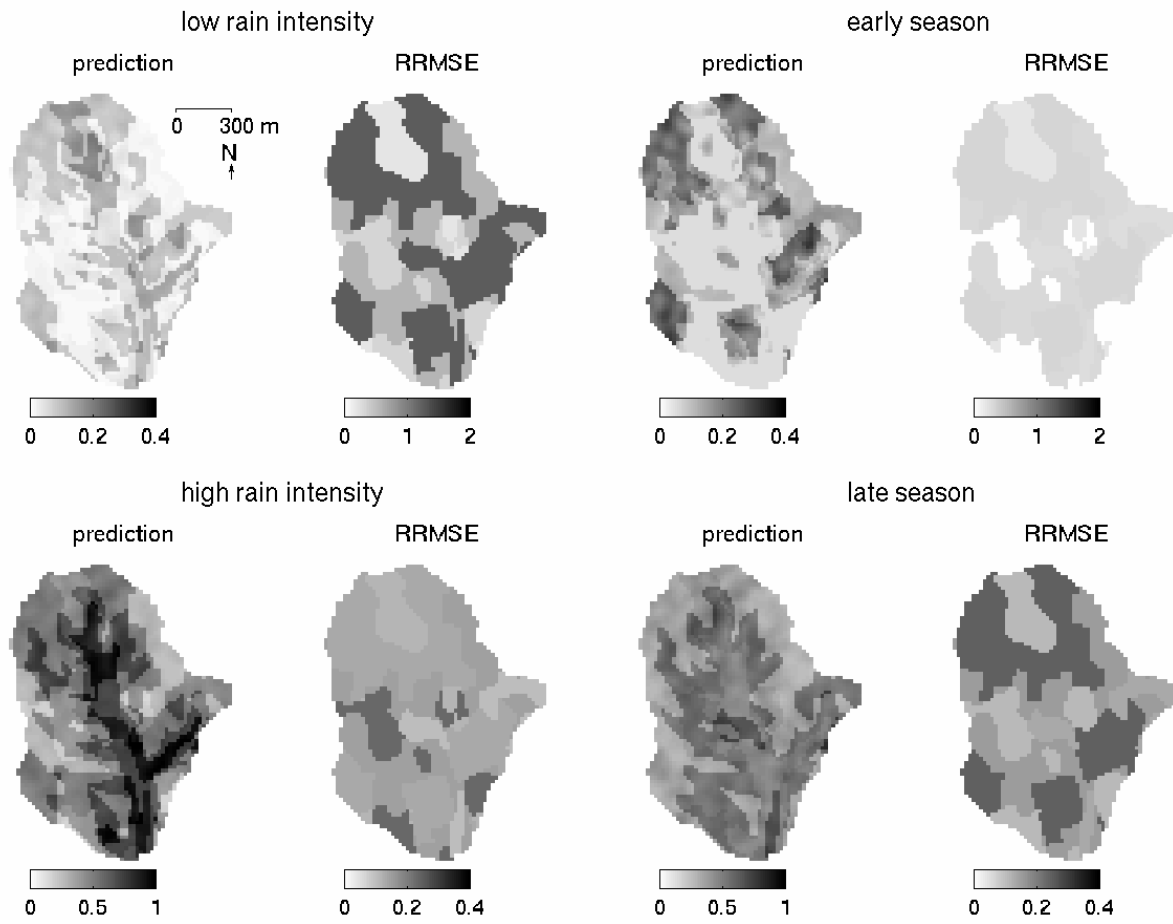 low rain intensity
early season
prediction
RRMSE
prediction
RRMSE
0 300 m
N
0 0.2 0.4
0 1 2
0 0.2 0.4
0 1 2
high rain intensity
late season
prediction
RRMSE
prediction
RRMSE
0 0.5 1
0 0.2 0.4
0 0.5 1
0 0.2 0.4